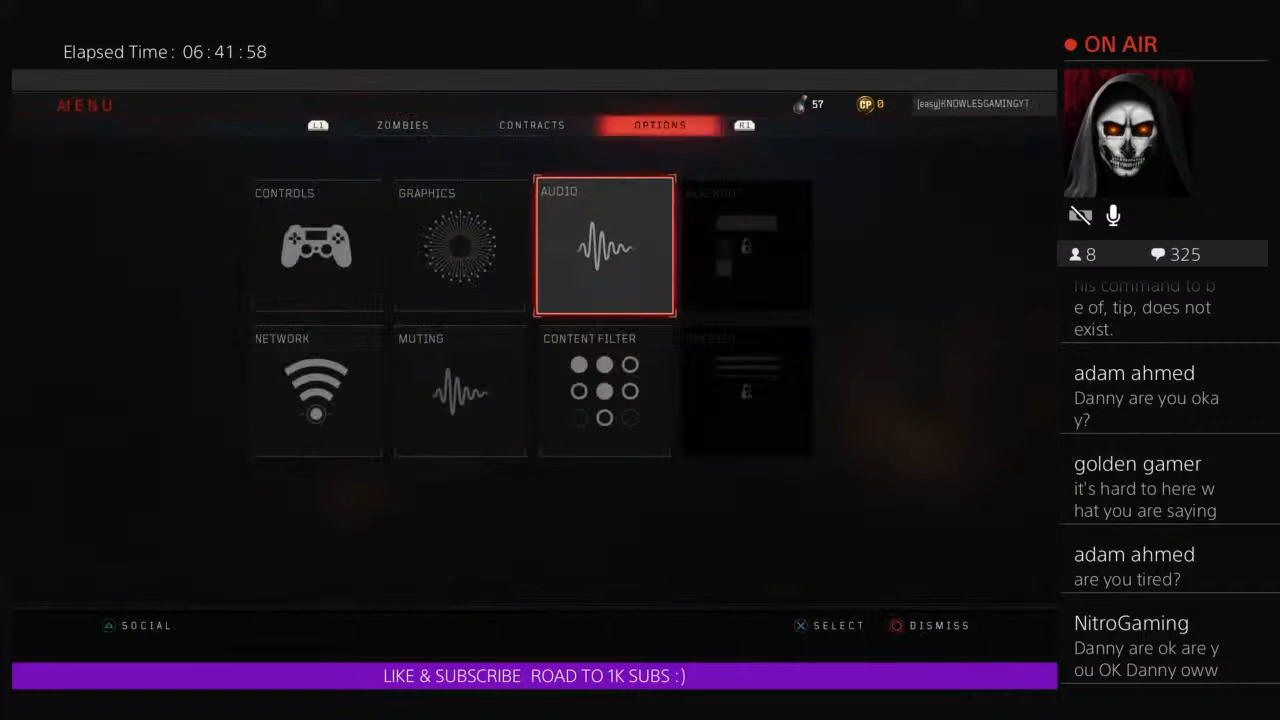 Elapsed Time: 06:41:58
ON AIR
MENU
57
CP 0
[easy]KNOWLESGAMINGYT
L1
ZOMBIES
CONTRACTS
OPTIONS
R1
CONTROLS
GRAPHICS
AUDIO
BLACKOUT
NETWORK
MUTING
CONTENT FILTER
8
325
his command to b
e of, tip, does not
exist.
adam ahmed
Danny are you oka
y?
golden gamer
it's hard to here w
hat you are saying
adam ahmed
are you tired?
NitroGaming
Danny are ok are y
ou OK Danny oww
SOCIAL
SELECT
DISMISS
LIKE & SUBSCRIBE ROAD TO 1K SUBS :)